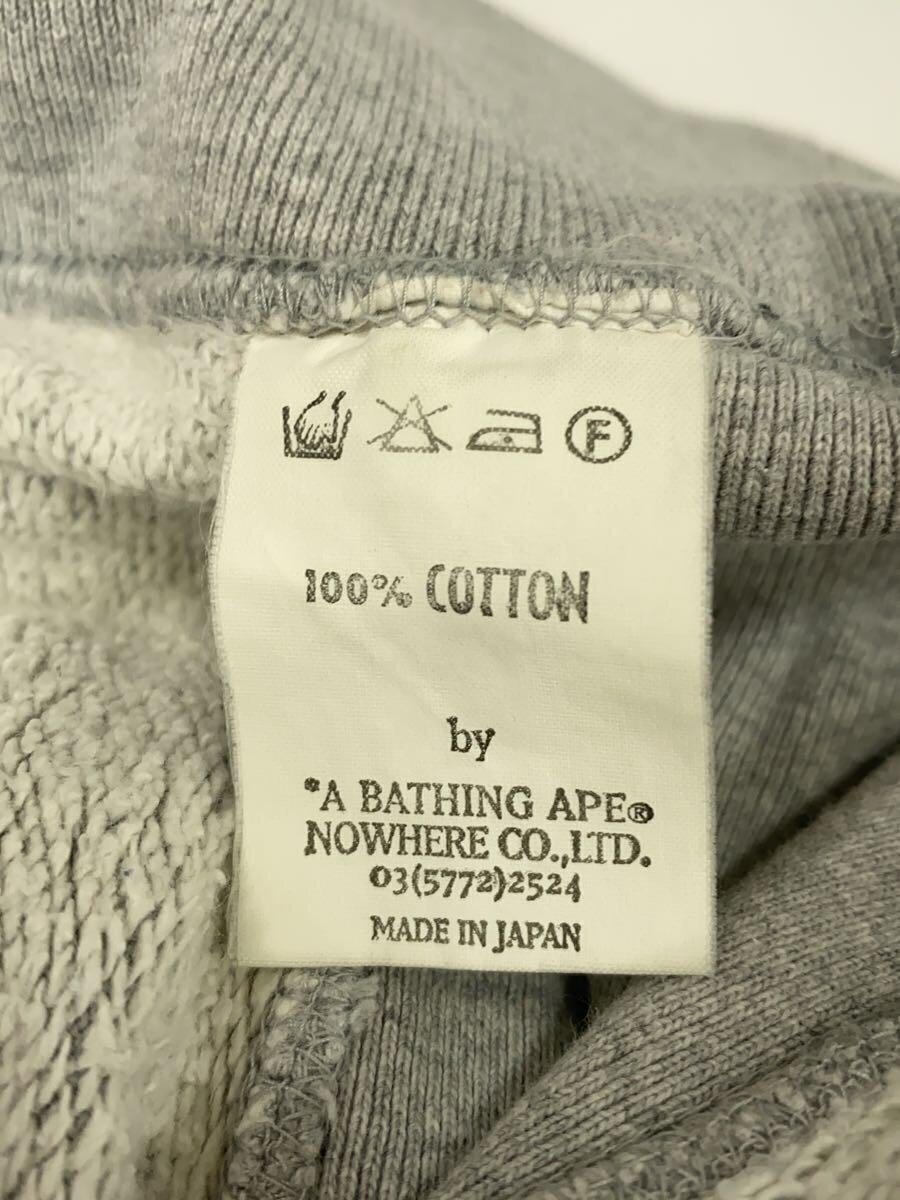 F
100% COTTON
by
*A BATHING APE®
NOWHERE CO.,LTD.
03(5772)2524
MADE IN JAPAN